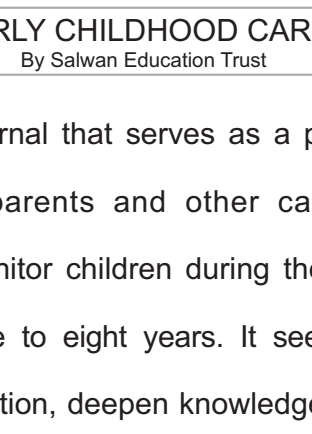 RLY CHILDHOOD CAR
By Salwan Education Trust
rnal that serves as a p
parents and other ca
nitor children during the
e to eight years. It see
tion, deepen knowledge